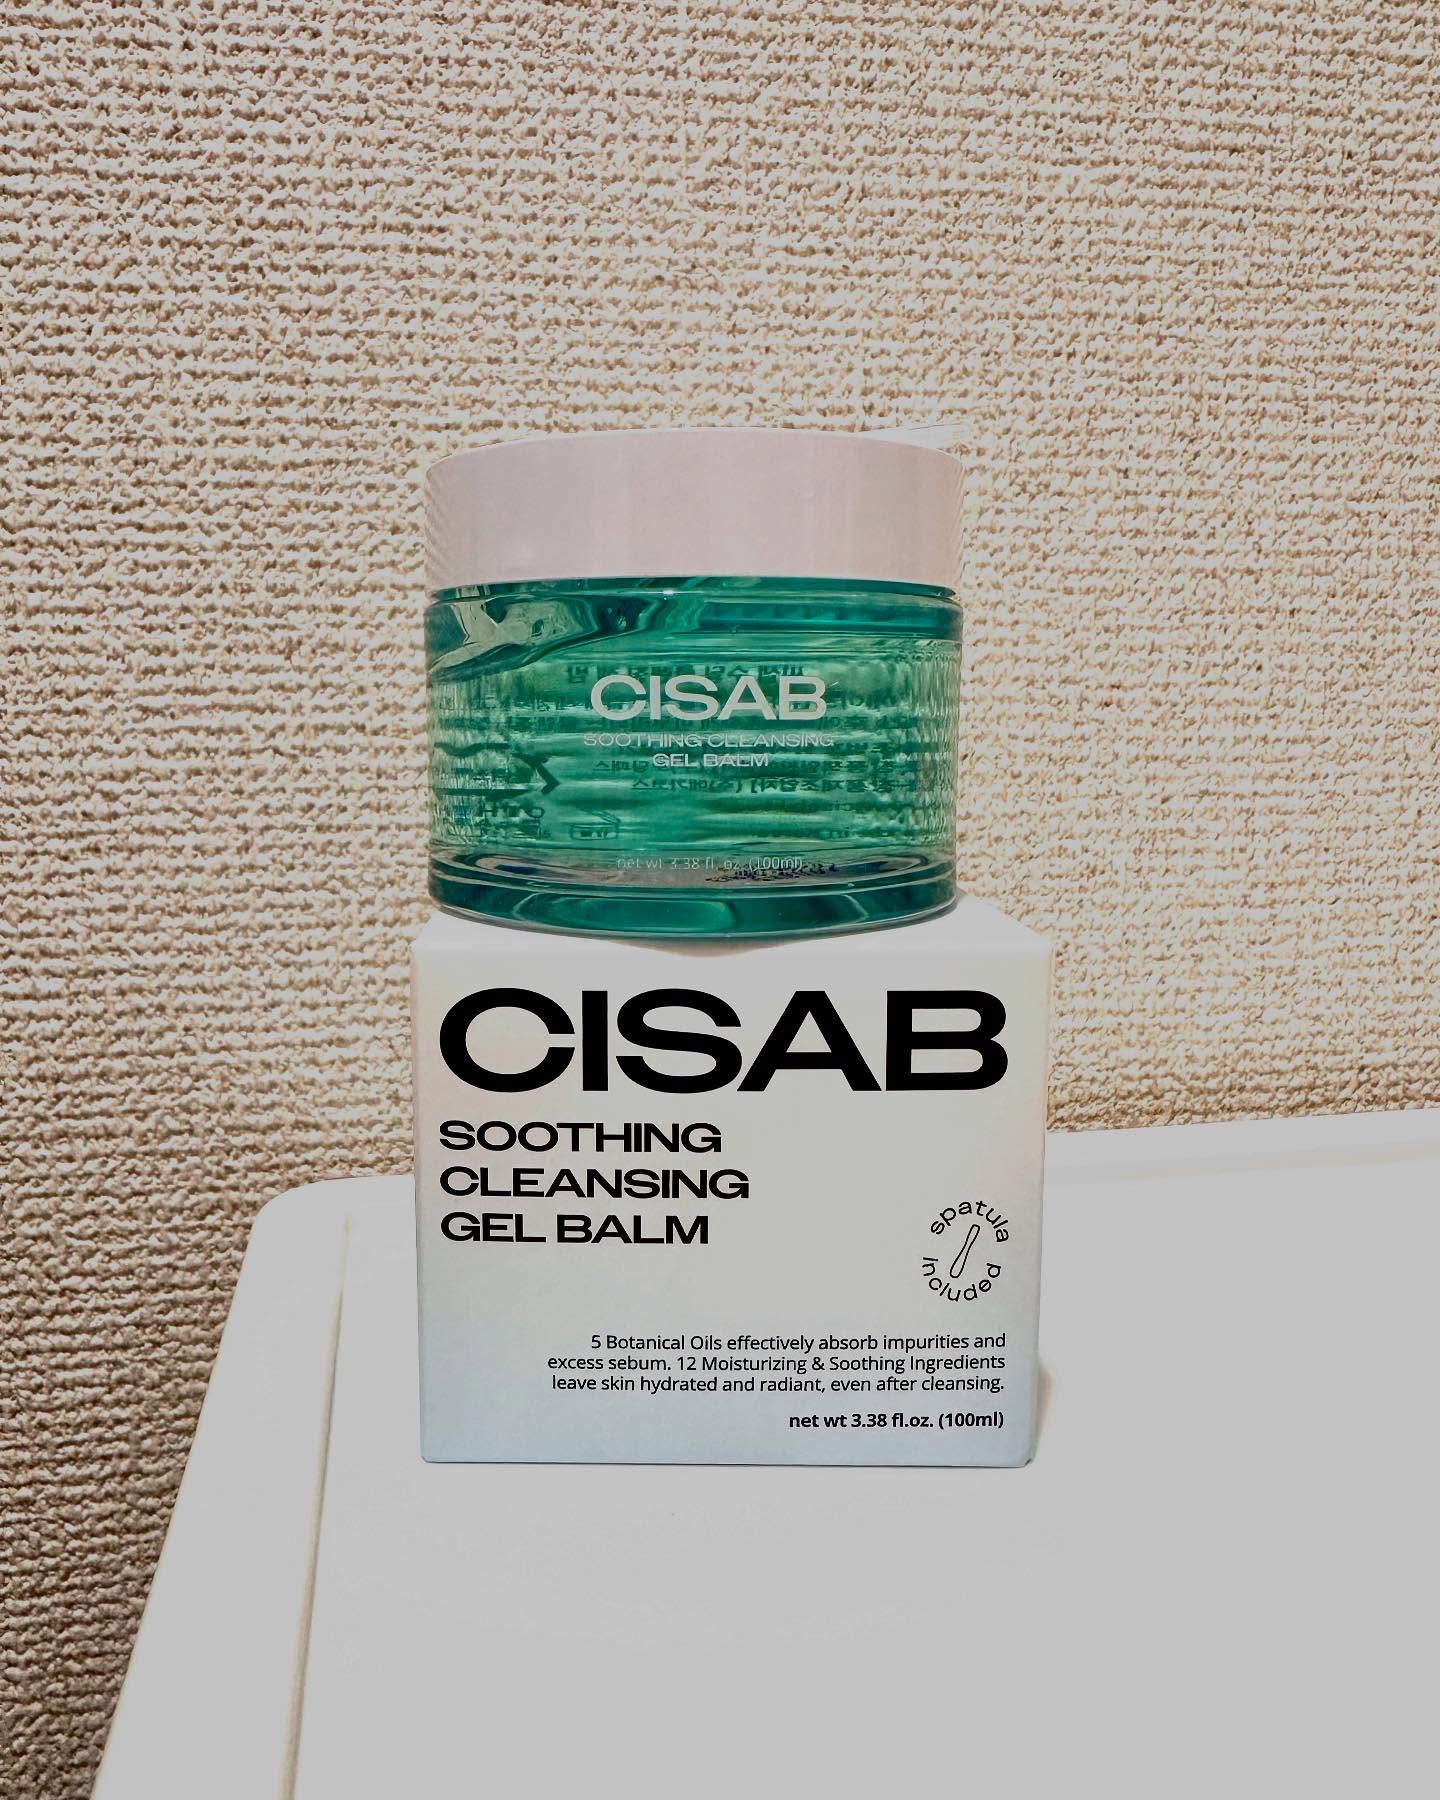 CISAB
SOOTHING CLEANSING
GEL BALM
net wt 3.38 fl. oz. (100ml)
CISAB
SOOTHING
CLEANSING
GEL BALM
spatula
included
5 Botanical Oils effectively absorb impurities and
excess sebum. 12 Moisturizing & Soothing Ingredients
leave skin hydrated and radiant, even after cleansing.
net wt 3.38 fl.oz. (100ml)